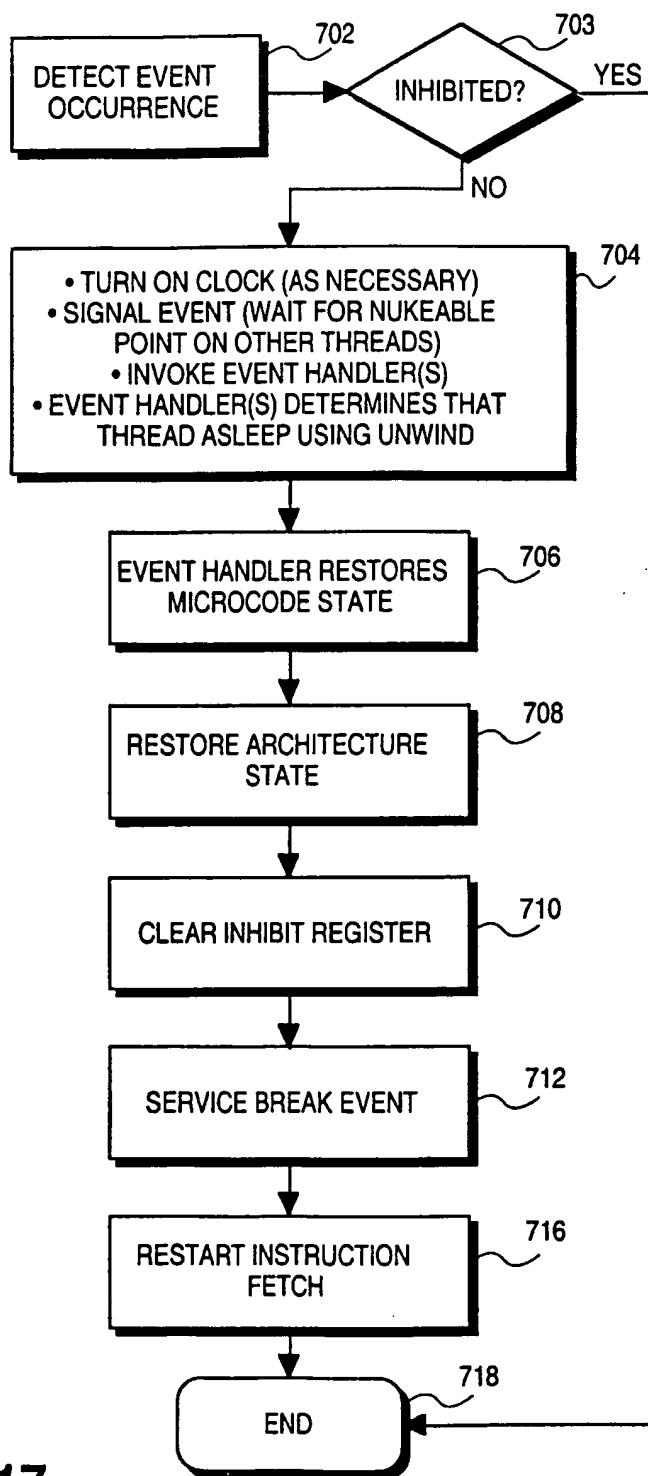 702
703
DETECT EVENT
OCCURRENCE
INHIBITED?
YES
NO
704
• TURN ON CLOCK (AS NECESSARY)
• SIGNAL EVENT (WAIT FOR NUKEABLE
POINT ON OTHER THREADS)
• INVOKE EVENT HANDLER(S)
• EVENT HANDLER(S) DETERMINES THAT
THREAD ASLEEP USING UNWIND
706
EVENT HANDLER RESTORES
MICROCODE STATE
708
RESTORE ARCHITECTURE
STATE
710
CLEAR INHIBIT REGISTER
712
SERVICE BREAK EVENT
716
RESTART INSTRUCTION
FETCH
718
END